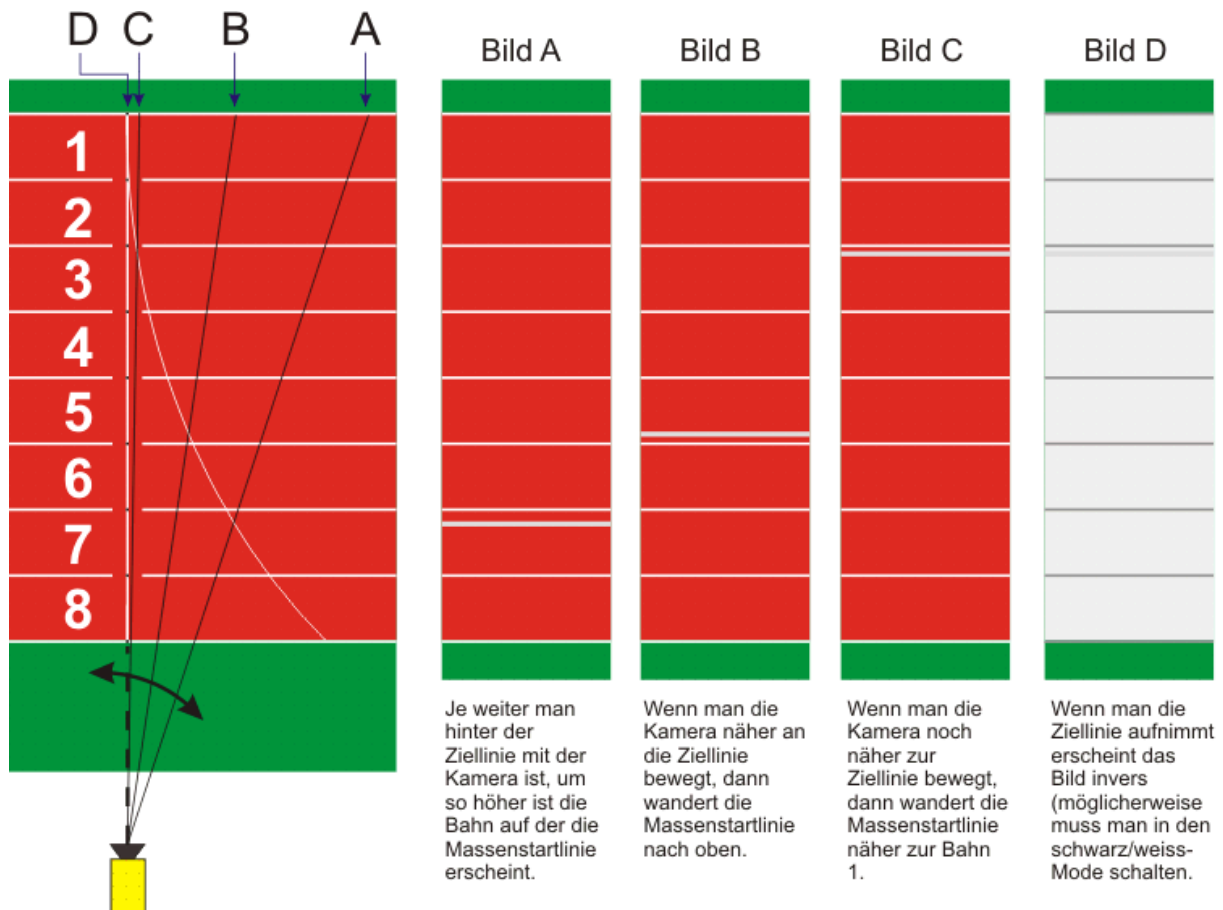 D C B A
1
2
3
4
5
6
7
8
Bild A
Bild B
Bild C
Bild D
Je weiter man
hinter der
Ziellinie mit der
Kamera ist, um
so höher ist die
Bahn auf der die
Massenstartlinie
erscheint.
Wenn man die
Kamera näher an
die Ziellinie
bewegt, dann
wandert die
Massenstartlinie
nach oben.
Wenn man die
Kamera noch
näher zur
Ziellinie bewegt,
dann wandert die
Massenstartlinie
näher zur Bahn
1.
Wenn man die
Ziellinie aufnimmt
erscheint das
Bild invers
(möglicherweise
muss man in den
schwarz/weiss-
Mode schalten.